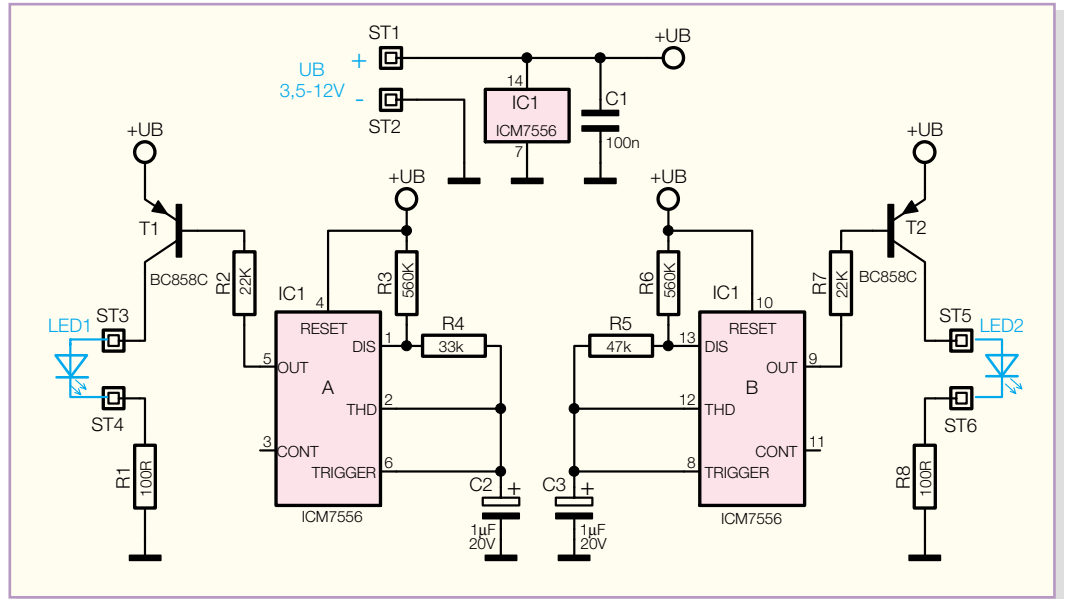 ST1
+UB
UB
+
3,5-12V
-
ST2
14
IC1
ICM7556
7
C1
100n
+UB
T1
BC858C
R2
22K
LED1
ST3
ST4
R1
100R
+UB
IC1
4
RESET
R3
560K
DIS
1
R4
33k
5
OUT
A
2
THD
3
CONT
TRIGGER
6
ICM7556
C2
+
1µF
20V
+UB
R6
560K
IC1
10
RESET
R5
47k
13
DIS
OUT
9
B
12
THD
CONT
11
8
TRIGGER
ICM7556
C3
+
1µF
20V
+UB
T2
BC858C
R7
22K
ST5
LED2
ST6
R8
100R